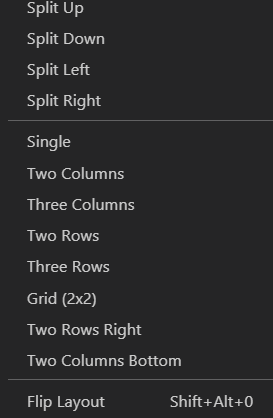 Split Up
Split Down
Split Left
Split Right
Single
Two Columns
Three Columns
Two Rows
Three Rows
Grid (2x2)
Two Rows Right
Two Columns Bottom
Flip Layout Shift+Alt+0